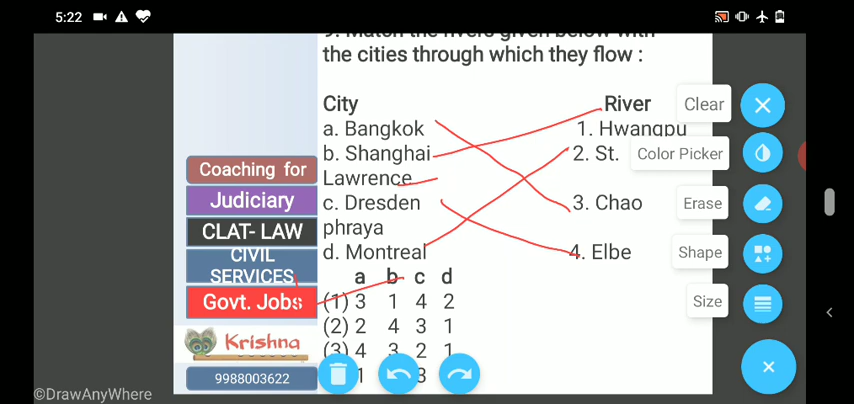 5:22
the cities through which they flow :
City River
a. Bangkok 1. Hwangpu
b. Shanghai 2. St.
Lawrence
c. Dresden 3. Chao
phraya
d. Montreal 4. Elbe
a b c d
(1) 3 1 4 2
(2) 2 4 3 1
(3) 4 3 2 1
1 3
Coaching for
Judiciary
CLAT- LAW
CIVIL
SERVICES
Govt. Jobs
Krishna
9988003622
Clear
Color Picker
Erase
Shape
Size
©DrawAnyWhere